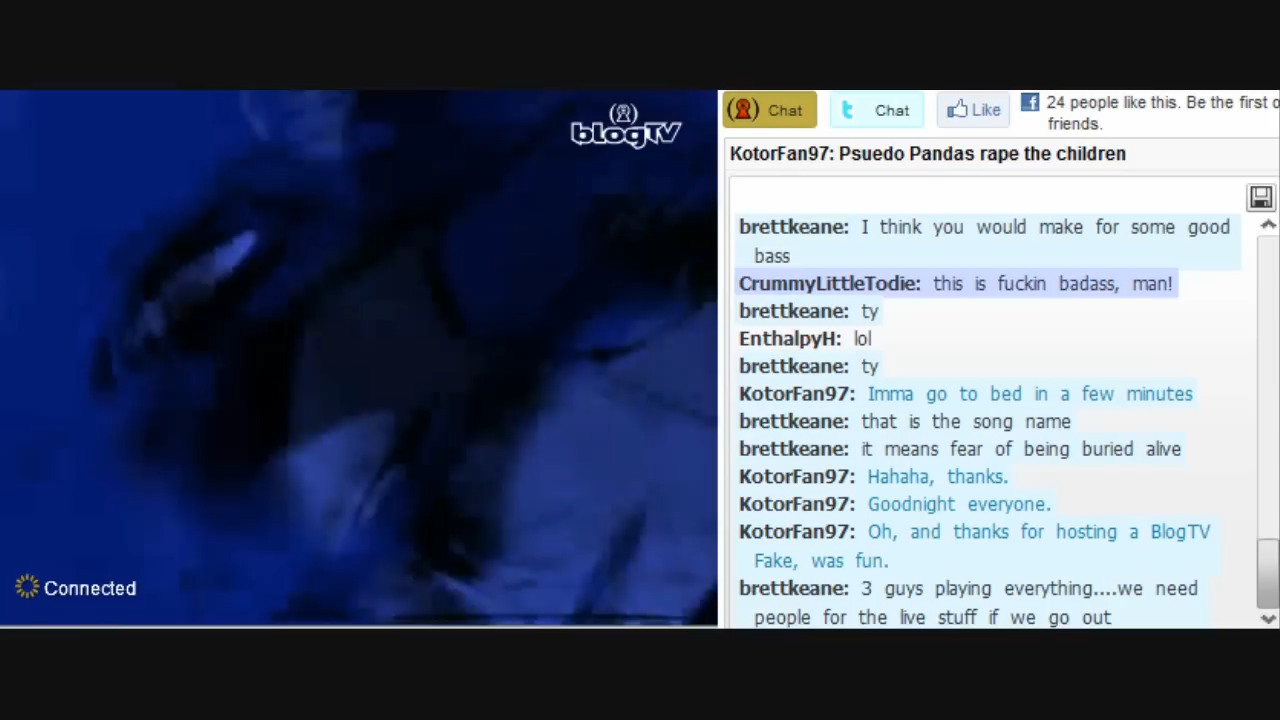 blogTV
Connected
Chat
Chat
Like
24 people like this. Be the first o
friends.
KotorFan97: Psuedo Pandas rape the children
brettkeane: I think you would make for some good
bass
CrummyLittleTodie: this is fuckin badass, man!
brettkeane: ty
EnthalpyH: lol
brettkeane: ty
KotorFan97: Imma go to bed in a few minutes
brettkeane: that is the song name
brettkeane: it means fear of being buried alive
KotorFan97: Hahaha, thanks.
KotorFan97: Goodnight everyone.
KotorFan97: Oh, and thanks for hosting a BlogTV
Fake, was fun.
brettkeane: 3 guys playing everything....we need
people for the live stuff if we go out